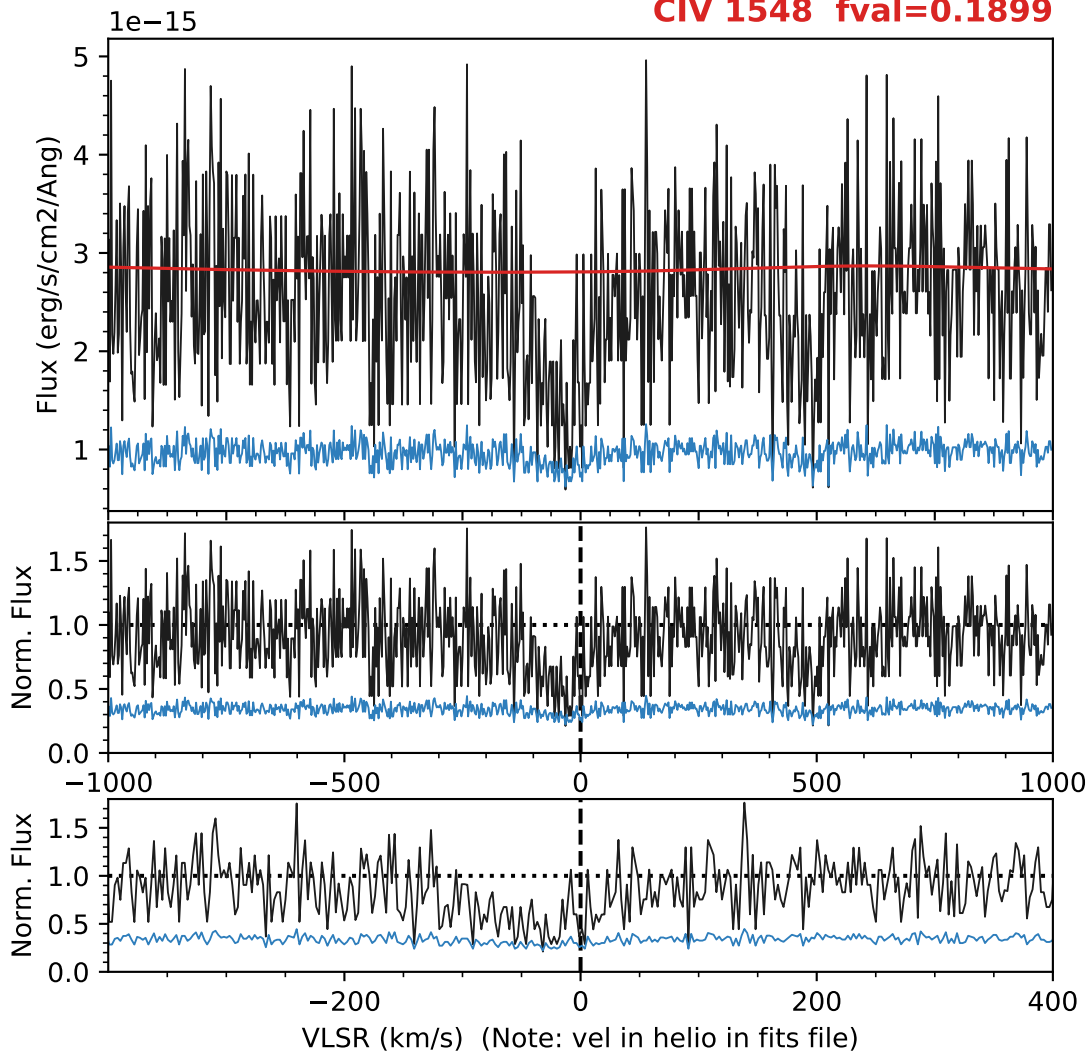 1e−15
CIV 1548 fval=0.1899
5
4
3
2
1
Flux (erg/s/cm2/Ang)
1.5
1.0
0.5
0.0
Norm. Flux
−1000 −500 0 500 1000
1.5
1.0
0.5
0.0
Norm. Flux
−200 0 200 400
VLSR (km/s) (Note: vel in helio in fits file)